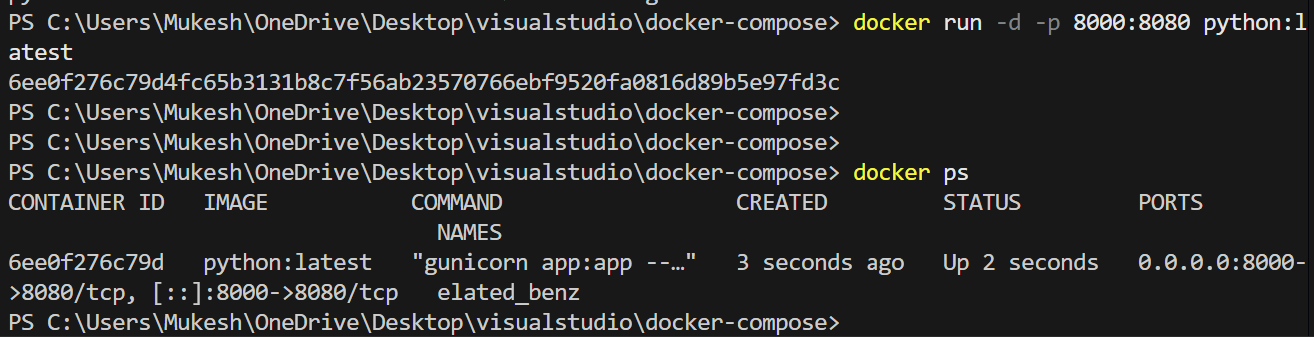 PS C:\Users\Mukesh\OneDrive\Desktop\visualstudio\docker-compose> docker run -d -p 8000:8080 python:l
atest
6ee0f276c79d4fc65b3131b8c7f56ab23570766ebf9520fa0816d89b5e97fd3c
PS C:\Users\Mukesh\OneDrive\Desktop\visualstudio\docker-compose>
PS C:\Users\Mukesh\OneDrive\Desktop\visualstudio\docker-compose>
PS C:\Users\Mukesh\OneDrive\Desktop\visualstudio\docker-compose> docker ps
CONTAINER ID   IMAGE           COMMAND                  CREATED         STATUS         PORTS
                                 NAMES
6ee0f276c79d   python:latest   "gunicorn app:app --…"   3 seconds ago   Up 2 seconds   0.0.0.0:8000-
>8080/tcp, [::]:8000->8080/tcp   elated_benz
PS C:\Users\Mukesh\OneDrive\Desktop\visualstudio\docker-compose>